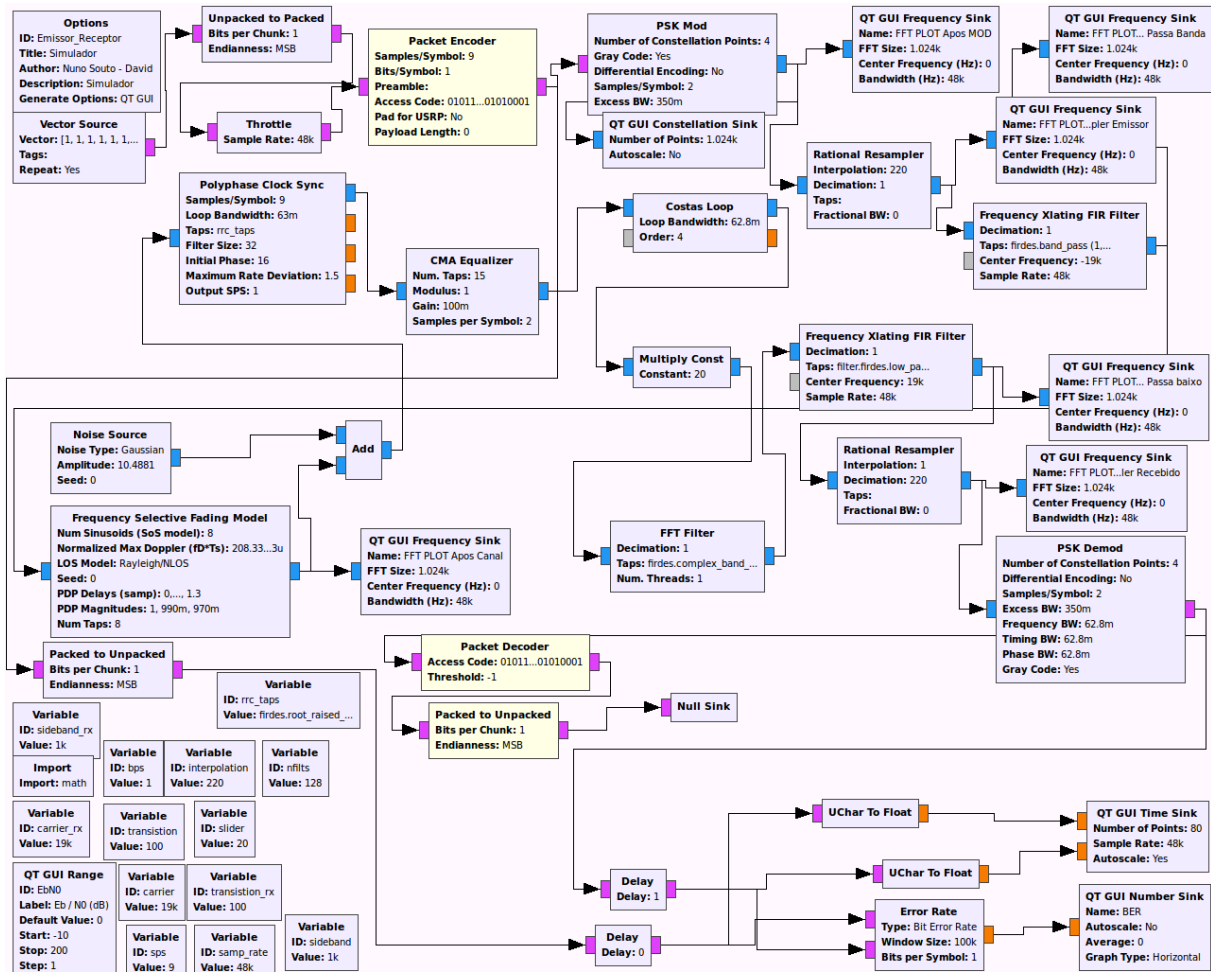 Options
ID: Emissor_Receptor
Title: Simulador
Author: Nuno Souto - David
Description: Simulador
Generate Options: QT GUI
Vector Source
Vector: [1, 1, 1, 1, 1, 1,...
Tags:
Repeat: Yes
Unpacked to Packed
Bits per Chunk: 1
Endianness: MSB
Throttle
Sample Rate: 48k
Packet Encoder
Samples/Symbol: 9
Bits/Symbol: 1
Preamble:
Access Code: 01011...01010001
Pad for USRP: No
Payload Length: 0
PSK Mod
Number of Constellation Points: 4
Gray Code: Yes
Differential Encoding: No
Samples/Symbol: 2
Excess BW: 350m
QT GUI Constellation Sink
Number of Points: 1.024k
Autoscale: No
QT GUI Frequency Sink
Name: FFT PLOT Apos MOD
FFT Size: 1.024k
Center Frequency (Hz): 0
Bandwidth (Hz): 48k
QT GUI Frequency Sink
Name: FFT PLOT... Passa Banda
FFT Size: 1.024k
Center Frequency (Hz): 0
Bandwidth (Hz): 48k
QT GUI Frequency Sink
Name: FFT PLOT...pler Emissor
FFT Size: 1.024k
Center Frequency (Hz): 0
Bandwidth (Hz): 48k
Rational Resampler
Interpolation: 220
Decimation: 1
Taps:
Fractional BW: 0
Frequency Xlating FIR Filter
Decimation: 1
Taps: firdes.band_pass (1,...
Center Frequency: -19k
Sample Rate: 48k
Polyphase Clock Sync
Samples/Symbol: 9
Loop Bandwidth: 63m
Taps: rrc_taps
Filter Size: 32
Initial Phase: 16
Maximum Rate Deviation: 1.5
Output SPS: 1
CMA Equalizer
Num. Taps: 15
Modulus: 1
Gain: 100m
Samples per Symbol: 2
Costas Loop
Loop Bandwidth: 62.8m
Order: 4
Multiply Const
Constant: 20
Frequency Xlating FIR Filter
Decimation: 1
Taps: filter.firdes.low_pa...
Center Frequency: 19k
Sample Rate: 48k
QT GUI Frequency Sink
Name: FFT PLOT... Passa baixo
FFT Size: 1.024k
Center Frequency (Hz): 0
Bandwidth (Hz): 48k
Noise Source
Noise Type: Gaussian
Amplitude: 10.4881
Seed: 0
Add
Rational Resampler
Interpolation: 1
Decimation: 220
Taps:
Fractional BW: 0
QT GUI Frequency Sink
Name: FFT PLOT...ler Recebido
FFT Size: 1.024k
Center Frequency (Hz): 0
Bandwidth (Hz): 48k
Frequency Selective Fading Model
Num Sinusoids (SoS model): 8
Normalized Max Doppler (fD*Ts): 208.33...3u
LOS Model: Rayleigh/NLOS
Seed: 0
PDP Delays (samp): 0,..., 1.3
PDP Magnitudes: 1, 990m, 970m
Num Taps: 8
QT GUI Frequency Sink
Name: FFT PLOT Apos Canal
FFT Size: 1.024k
Center Frequency (Hz): 0
Bandwidth (Hz): 48k
FFT Filter
Decimation: 1
Taps: firdes.complex_band_...
Num. Threads: 1
PSK Demod
Number of Constellation Points: 4
Differential Encoding: No
Samples/Symbol: 2
Excess BW: 350m
Frequency BW: 62.8m
Timing BW: 62.8m
Phase BW: 62.8m
Gray Code: Yes
Packed to Unpacked
Bits per Chunk: 1
Endianness: MSB
Packet Decoder
Access Code: 01011...01010001
Threshold: -1
Packed to Unpacked
Bits per Chunk: 1
Endianness: MSB
Null Sink
Variable
ID: rrc_taps
Value: firdes.root_raised_...
Variable
ID: sideband_rx
Value: 1k
Import
Import: math
Variable
ID: bps
Value: 1
Variable
ID: interpolation
Value: 220
Variable
ID: nfilts
Value: 128
Variable
ID: carrier_rx
Value: 19k
Variable
ID: transistion
Value: 100
Variable
ID: slider
Value: 20
QT GUI Range
ID: EbN0
Label: Eb / N0 (dB)
Default Value: 0
Start: -10
Stop: 200
Step: 1
Variable
ID: carrier
Value: 19k
Variable
ID: transistion_rx
Value: 100
Variable
ID: sps
Value: 9
Variable
ID: samp_rate
Value: 48k
Variable
ID: sideband
Value: 1k
UChar To Float
UChar To Float
QT GUI Time Sink
Number of Points: 80
Sample Rate: 48k
Autoscale: Yes
Delay
Delay: 1
Delay
Delay: 0
Error Rate
Type: Bit Error Rate
Window Size: 100k
Bits per Symbol: 1
QT GUI Number Sink
Name: BER
Autoscale: No
Average: 0
Graph Type: Horizontal